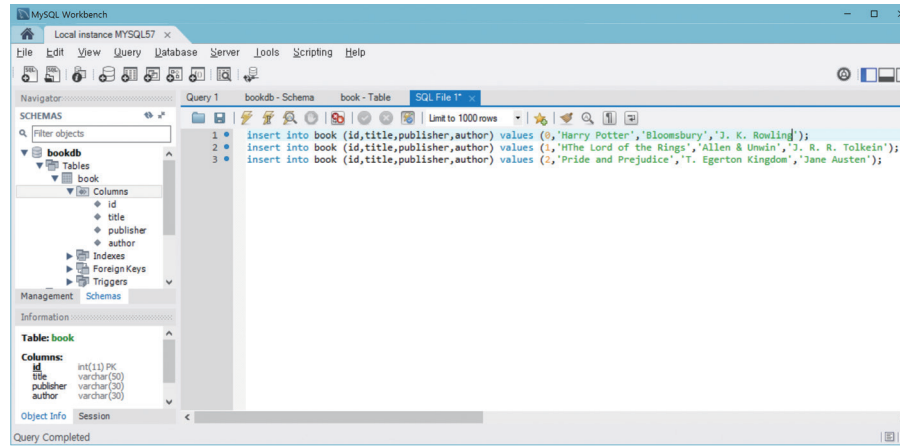 MySQL Workbench
Local instance MYSQL57 ×
File Edit View Query Database Server Tools Scripting Help
Navigator
SCHEMAS
Filter objects
bookdb
Tables
book
Columns
id
title
publisher
author
Indexes
Foreign Keys
Triggers
Management Schemas
Information
Table: book
Columns:
id int(11) PK
title varchar(50)
publisher varchar(30)
author varchar(30)
Object Info Session
Query 1 bookdb - Schema book - Table SQL File 1* ×
Limit to 1000 rows
1 insert into book (id,title,publisher,author) values (0,'Harry Potter','Bloomsbury','J. K. Rowling');
2 insert into book (id,title,publisher,author) values (1,'HThe Lord of the Rings','Allen & Unwin','J. R. R. Tolkein');
3 insert into book (id,title,publisher,author) values (2,'Pride and Prejudice','T. Egerton Kingdom','Jane Austen');
Query Completed